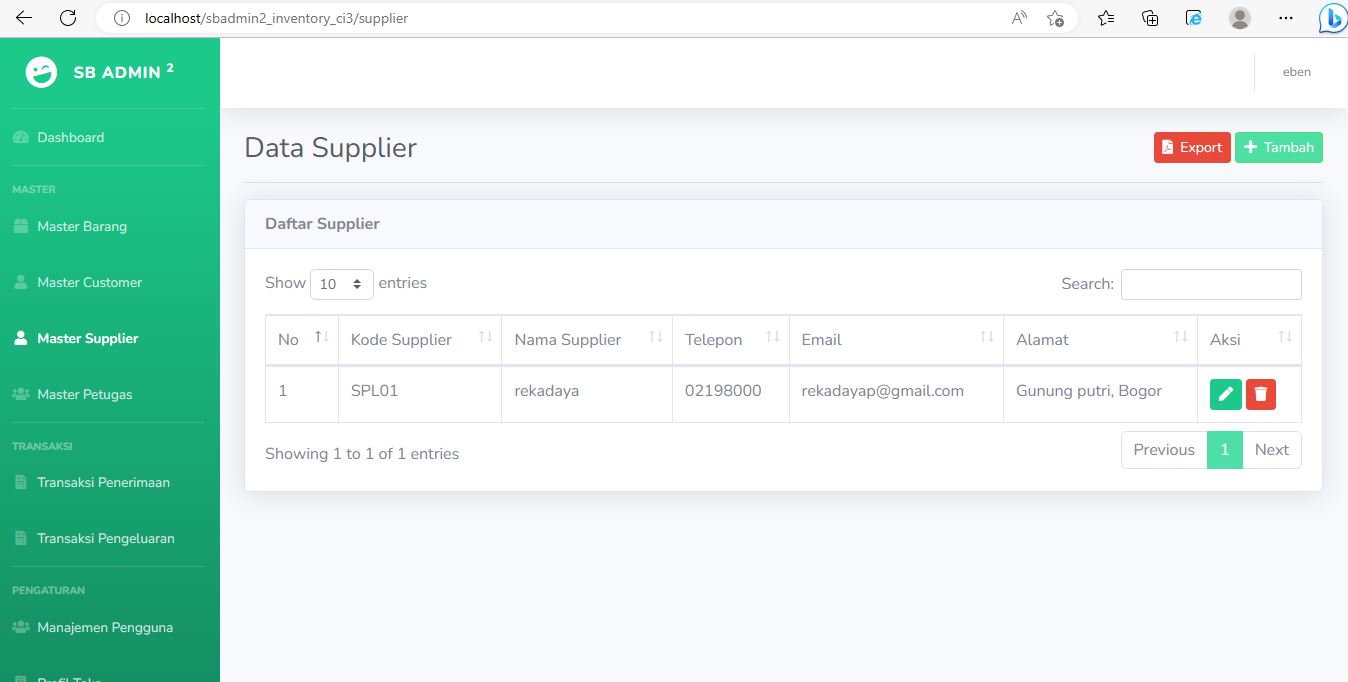 localhost/sbadmin2_inventory_ci3/supplier
SB ADMIN 2
eben
Dashboard
MASTER
Master Barang
Master Customer
Master Supplier
Master Petugas
TRANSAKSI
Transaksi Penerimaan
Transaksi Pengeluaran
PENGATURAN
Manajemen Pengguna
Profil Toko
Data Supplier
Export Tambah
Daftar Supplier
Show 10 entries Search:
No Kode Supplier Nama Supplier Telepon Email Alamat Aksi
1 SPL01 rekadaya 02198000 rekadayap@gmail.com Gunung putri, Bogor
Showing 1 to 1 of 1 entries Previous 1 Next